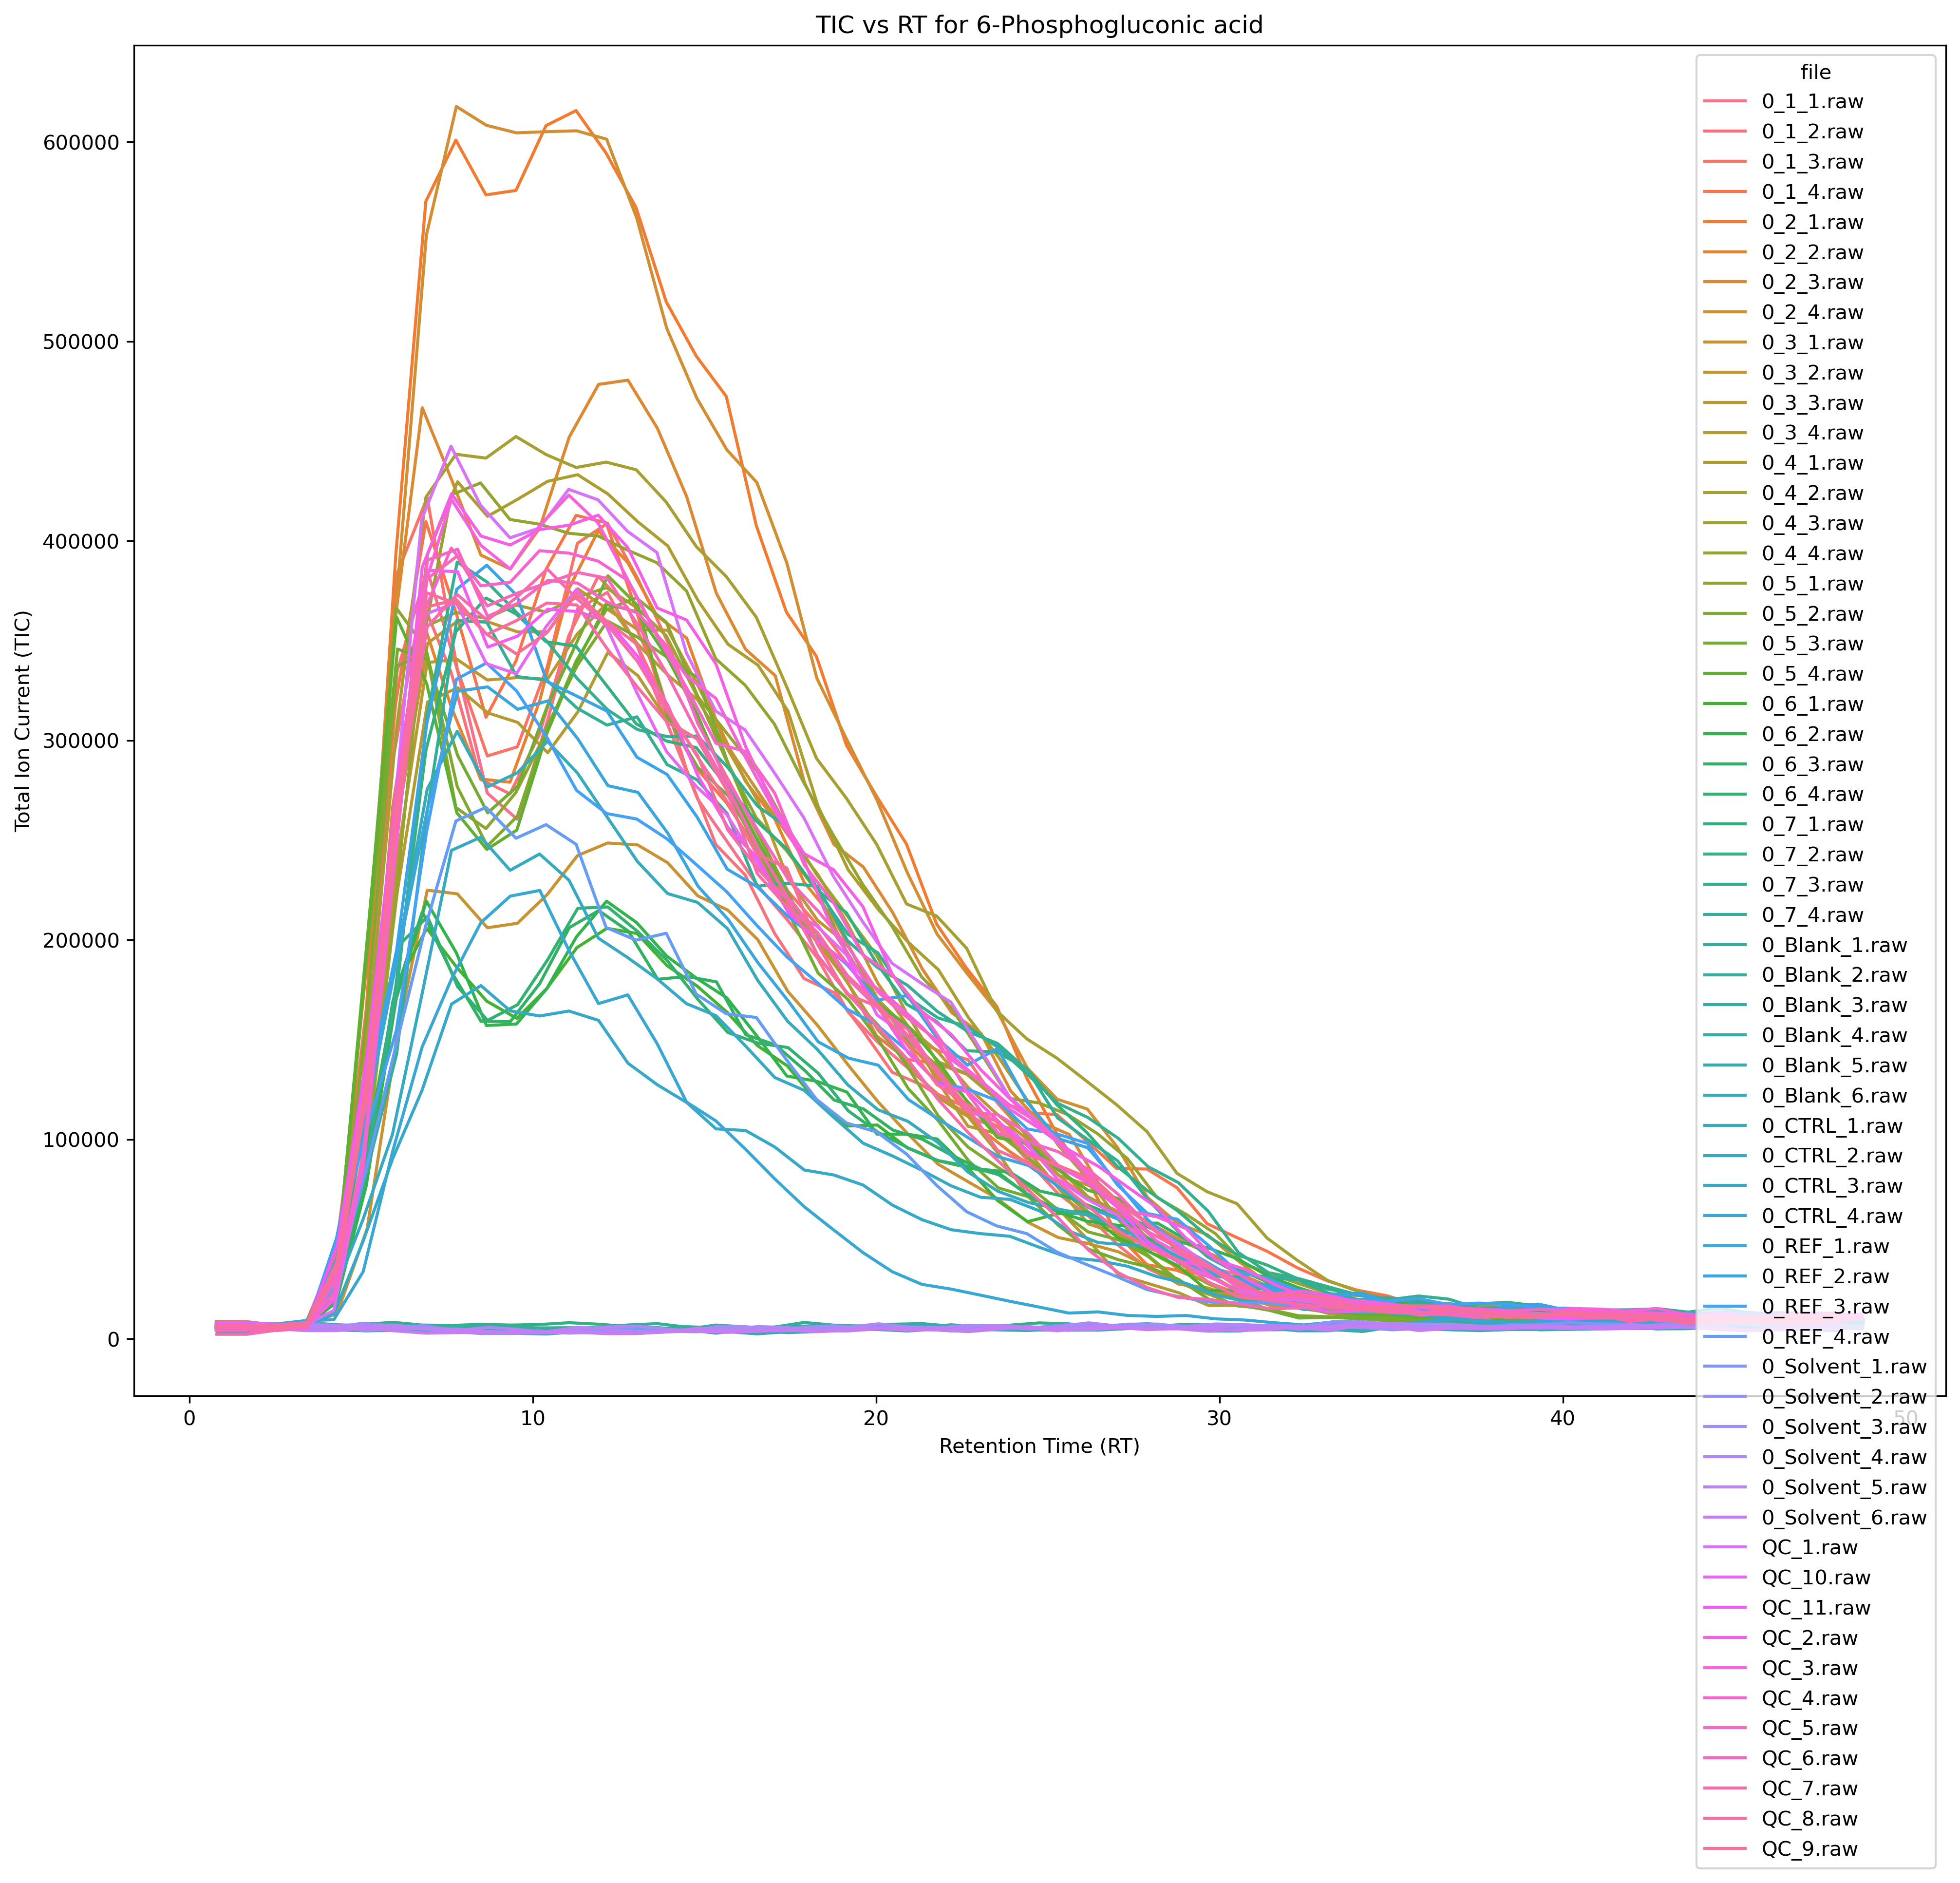 TIC vs RT for 6-Phosphogluconic acid
Total Ion Current (TIC)
600000
500000
400000
300000
200000
100000
0
0
10
20
30
40
50
Retention Time (RT)
file
0_1_1.raw
0_1_2.raw
0_1_3.raw
0_1_4.raw
0_2_1.raw
0_2_2.raw
0_2_3.raw
0_2_4.raw
0_3_1.raw
0_3_2.raw
0_3_3.raw
0_3_4.raw
0_4_1.raw
0_4_2.raw
0_4_3.raw
0_4_4.raw
0_5_1.raw
0_5_2.raw
0_5_3.raw
0_5_4.raw
0_6_1.raw
0_6_2.raw
0_6_3.raw
0_6_4.raw
0_7_1.raw
0_7_2.raw
0_7_3.raw
0_7_4.raw
0_Blank_1.raw
0_Blank_2.raw
0_Blank_3.raw
0_Blank_4.raw
0_Blank_5.raw
0_Blank_6.raw
0_CTRL_1.raw
0_CTRL_2.raw
0_CTRL_3.raw
0_CTRL_4.raw
0_REF_1.raw
0_REF_2.raw
0_REF_3.raw
0_REF_4.raw
0_Solvent_1.raw
0_Solvent_2.raw
0_Solvent_3.raw
0_Solvent_4.raw
0_Solvent_5.raw
0_Solvent_6.raw
QC_1.raw
QC_10.raw
QC_11.raw
QC_2.raw
QC_3.raw
QC_4.raw
QC_5.raw
QC_6.raw
QC_7.raw
QC_8.raw
QC_9.raw